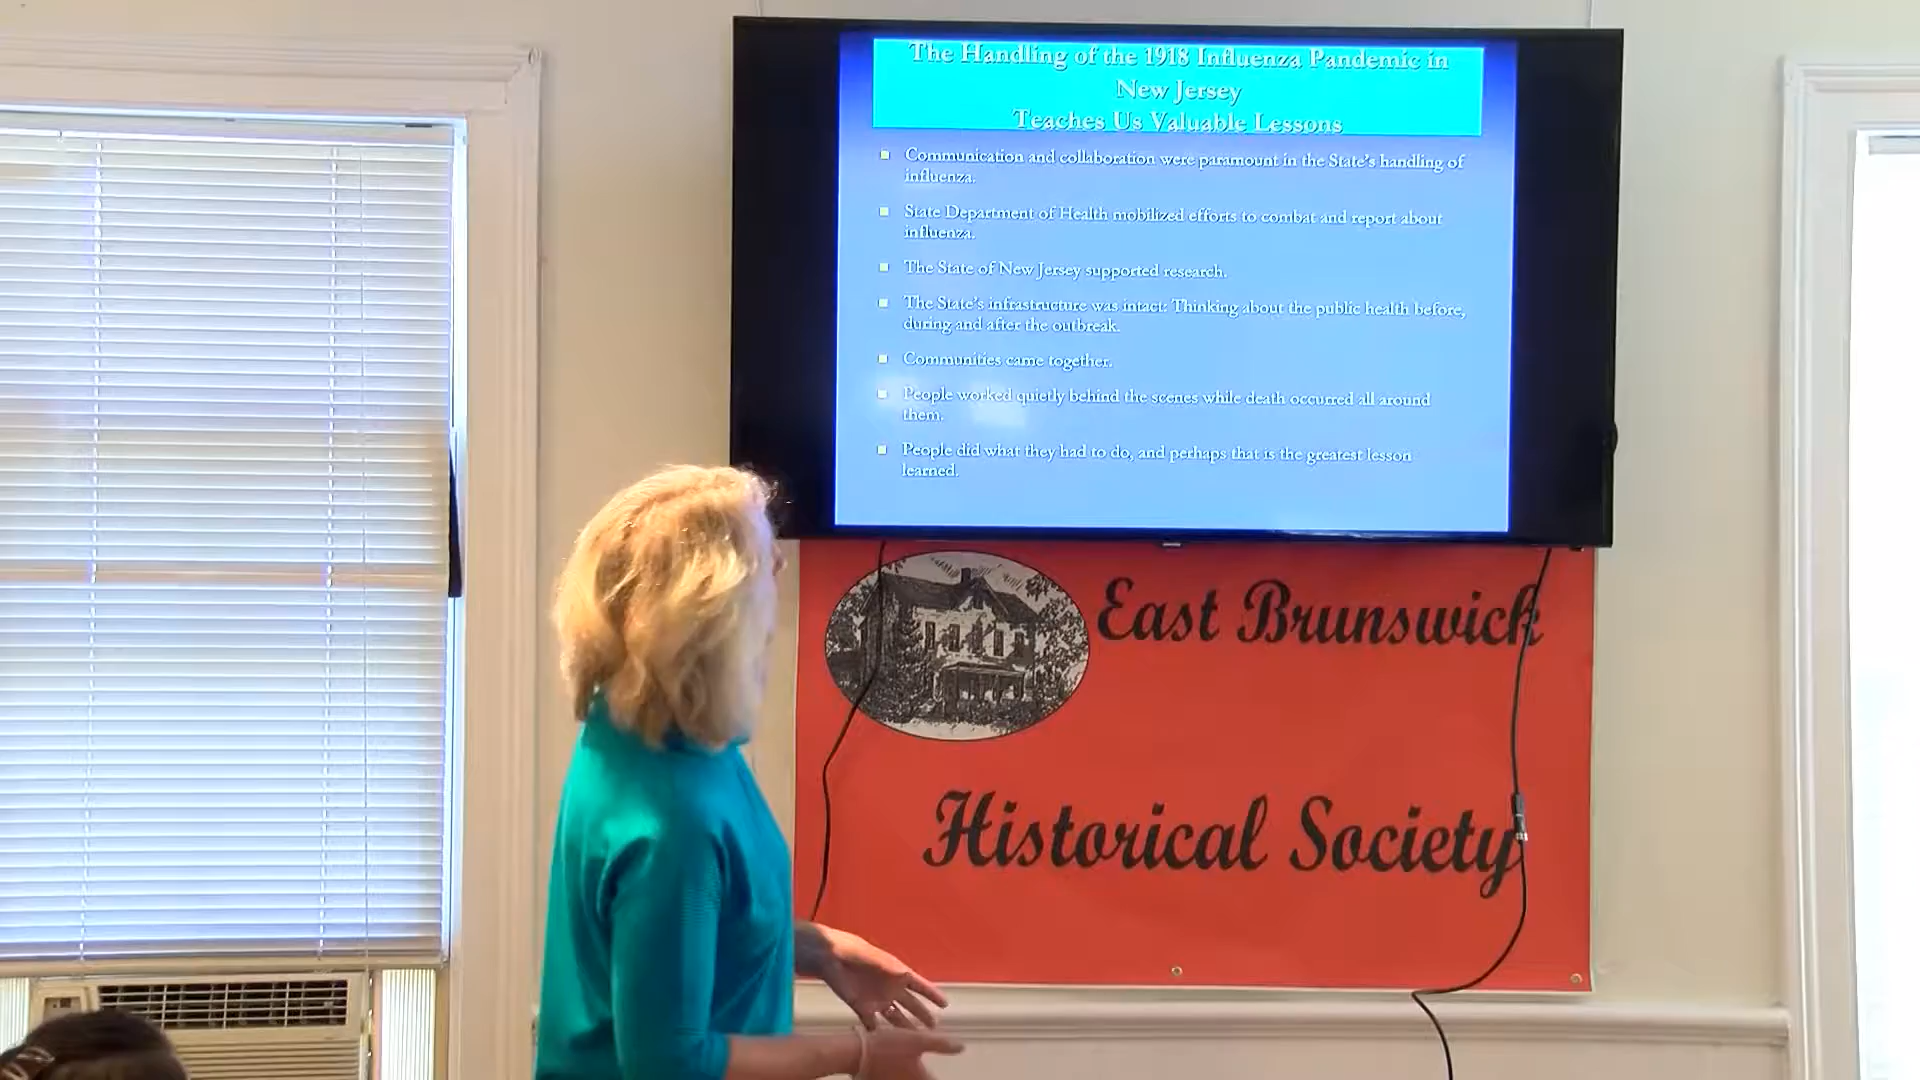 The Handling of the 1918 Influenza Pandemic in
New Jersey
Teaches Us Valuable Lessons
Communication and collaboration were paramount in the State's handling of
influenza.
State Department of Health mobilized efforts to combat and report about
influenza.
The State of New Jersey supported research.
The State's infrastructure was intact: Thinking about the public health before,
during and after the outbreak.
Communities came together.
People worked quietly behind the scenes while death occurred all around
them.
People did what they had to do, and perhaps that is the greatest lesson
learned.
East Brunswick
Historical Society